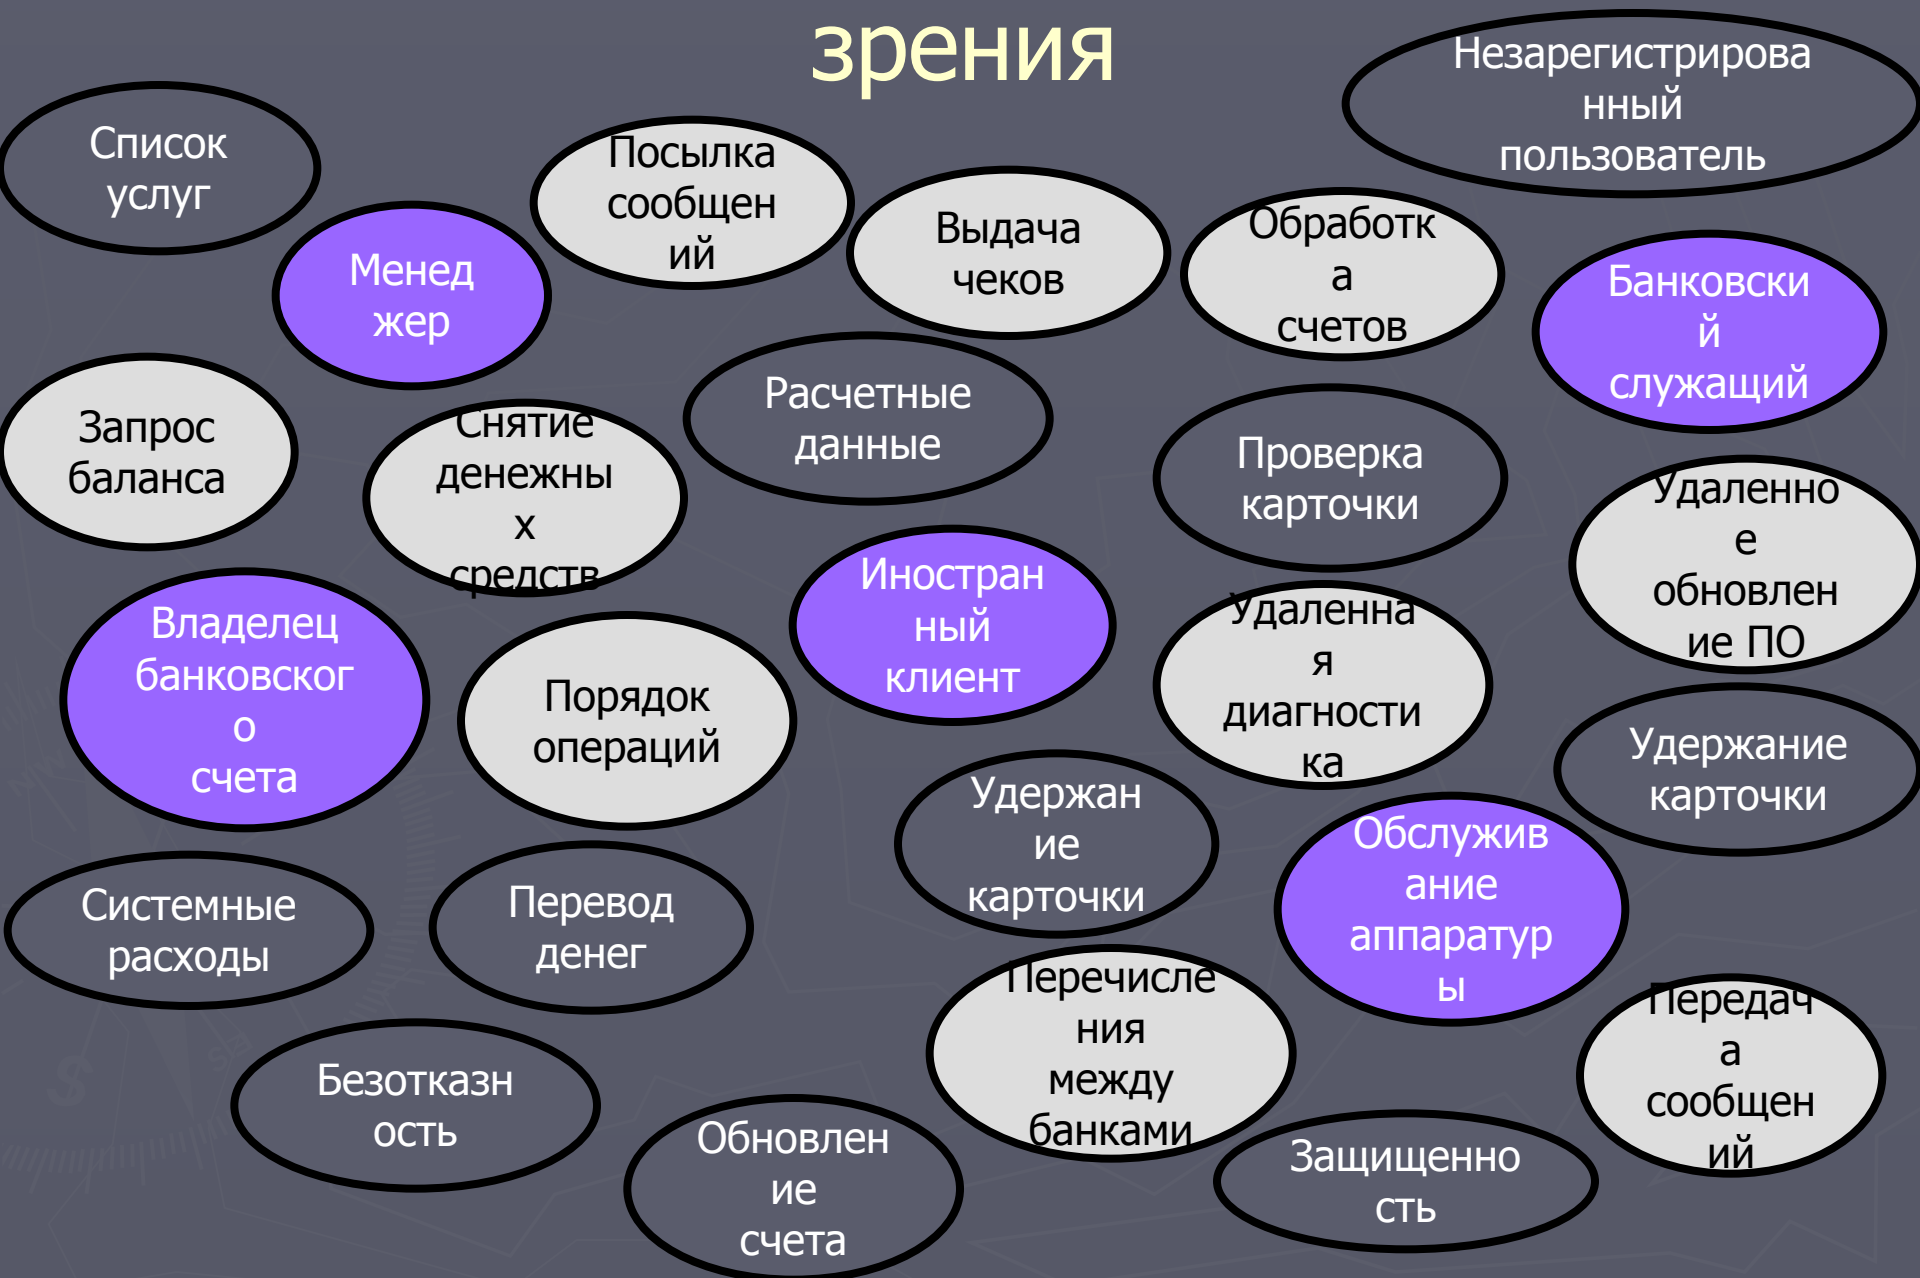 зрения
Незарегистрирова
нный
пользователь
Список
услуг
Посылка
сообщен
ий
Выдача
чеков
Обработк
а
счетов
Менед
жер
Банковски
й
служащий
Запрос
баланса
Снятие
денежны
х
средств
Расчетные
данные
Проверка
карточки
Удаленно
е
обновлен
ие ПО
Владелец
банковског
о
счета
Порядок
операций
Иностран
ный
клиент
Удаленна
я
диагности
ка
Удержание
карточки
Удержан
ие
карточки
Обслужив
ание
аппаратур
ы
Системные
расходы
Перевод
денег
Перечисле
ния
между
банками
Передач
а
сообщен
ий
Безотказн
ость
Обновлен
ие
счета
Защищенно
сть